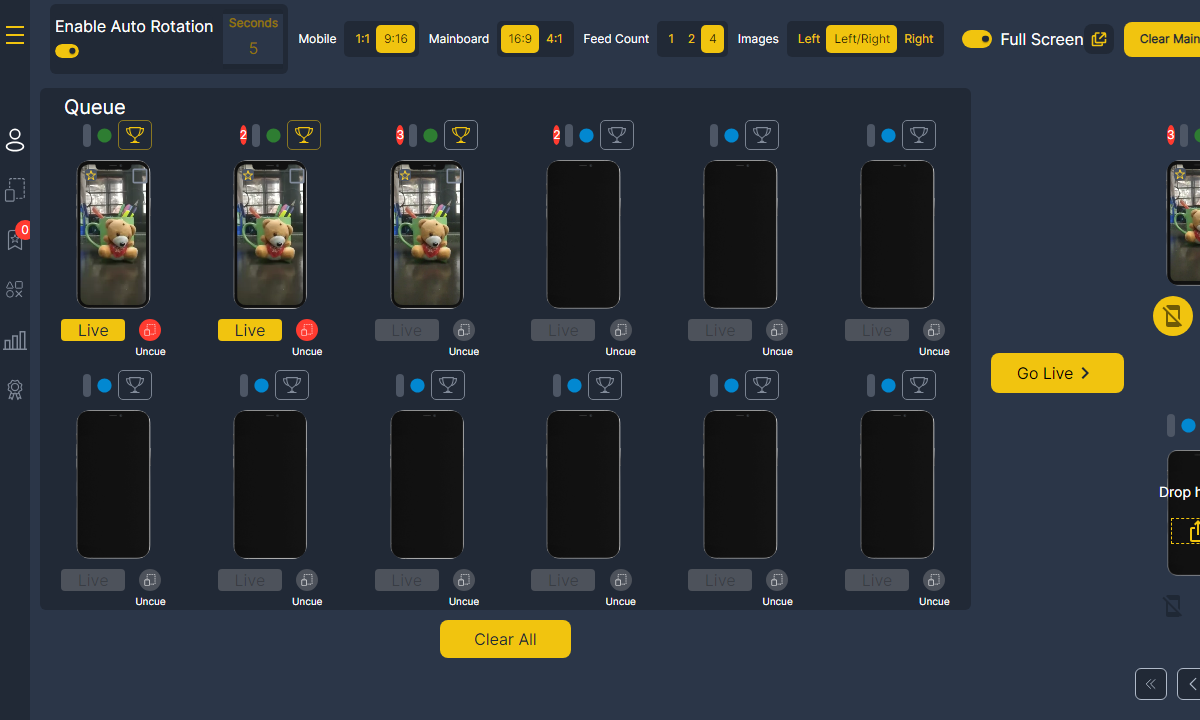 Enable Auto Rotation
Seconds
5
Mobile
1:1
9:16
Mainboard
16:9
4:1
Feed Count
1
2
4
Images
Left
Left/Right
Right
Full Screen
Clear Main
0
Queue
2
3
2
3
Live
Uncue
Live
Uncue
Live
Uncue
Live
Uncue
Live
Uncue
Live
Uncue
Go Live
Drop h
Live
Uncue
Live
Uncue
Live
Uncue
Live
Uncue
Live
Uncue
Live
Uncue
Clear All